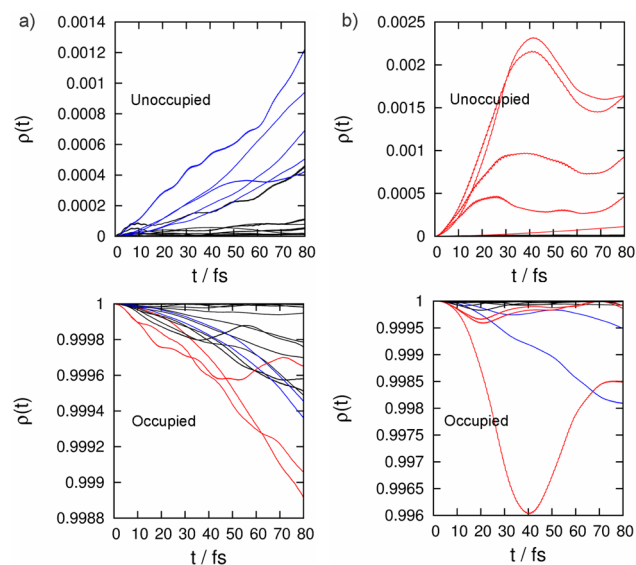 a)
0.0014
0.0012
0.001
0.0008
0.0006
0.0004
0.0002
0
Unoccupied
ρ(t)
0 10 20 30 40 50 60 70 80
t / fs
b)
0.0025
0.002
0.0015
0.001
0.0005
0
Unoccupied
ρ(t)
0 10 20 30 40 50 60 70 80
t / fs
1
0.9998
0.9996
0.9994
0.9992
0.999
0.9988
Occupied
ρ(t)
0 10 20 30 40 50 60 70 80
t / fs
1
0.9995
0.999
0.9985
0.998
0.9975
0.997
0.9965
0.996
Occupied
ρ(t)
0 10 20 30 40 50 60 70 80
t / fs